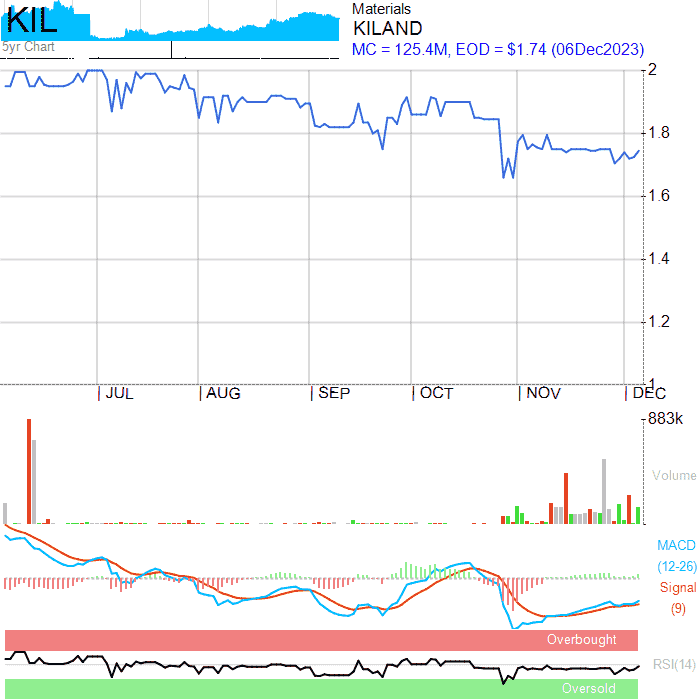 KIL
5yr Chart
Materials
KILAND
MC = 125.4M, EOD = $1.74 (06Dec2023)
2
1.8
1.6
1.4
1.2
1
JUL
AUG
SEP
OCT
NOV
DEC
883k
Volume
MACD
(12-26)
Signal
(9)
Overbought
RSI(14)
Oversold